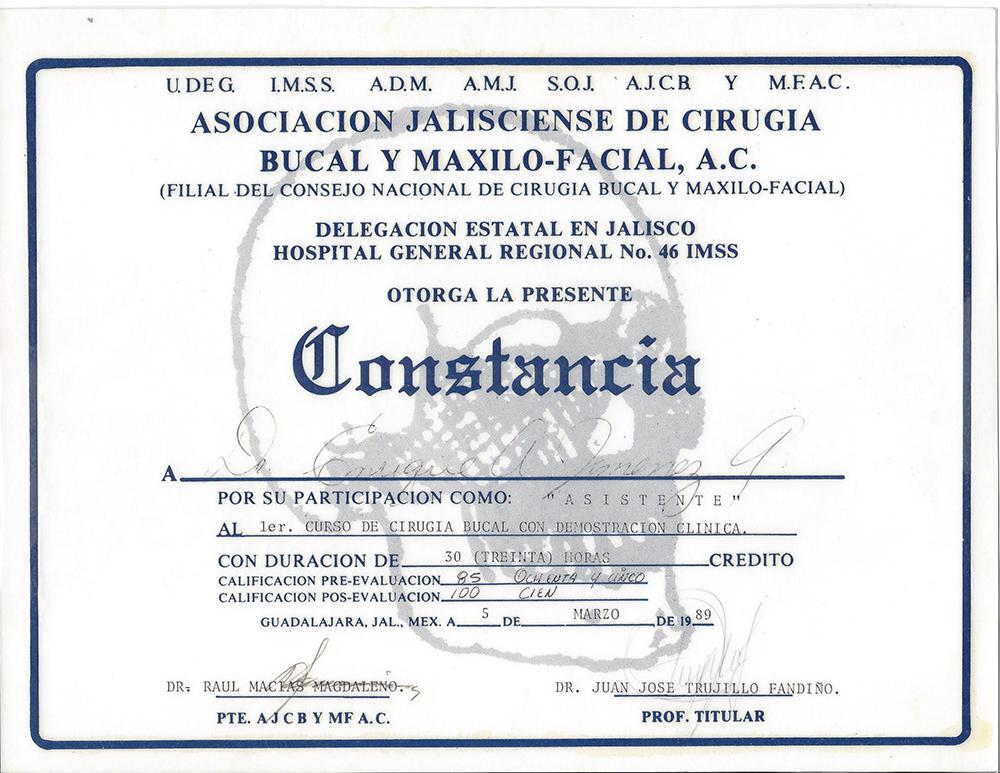 U.DE G. I.M.S.S. A.D.M. A.M.J. S.O.J. A.J.C.B. Y M.F.A.C.
ASOCIACION JALISCIENSE DE CIRUGIA
BUCAL Y MAXILO-FACIAL, A.C.
(FILIAL DEL CONSEJO NACIONAL DE CIRUGIA BUCAL Y MAXILO-FACIAL)
DELEGACION ESTATAL EN JALISCO
HOSPITAL GENERAL REGIONAL No. 46 IMSS
OTORGA LA PRESENTE
Constancia
A Dr. Enrique A. Jimenez G.
POR SU PARTICIPACION COMO: "ASISTENTE"
AL 1er. CURSO DE CIRUGIA BUCAL CON DEMOSTRACION CLINICA.
CON DURACION DE 30 (TREINTA) HORAS CREDITO
CALIFICACION PRE-EVALUACION 85 OCHENTA Y CINCO
CALIFICACION POS-EVALUACION 100 CIEN
GUADALAJARA, JAL., MEX. A 5 DE MARZO DE 1989
DR. RAUL MACIAS MAGDALEÑO. DR. JUAN JOSE TRUJILLO FANDIÑO.
PTE. A J C B Y MF A.C. PROF. TITULAR